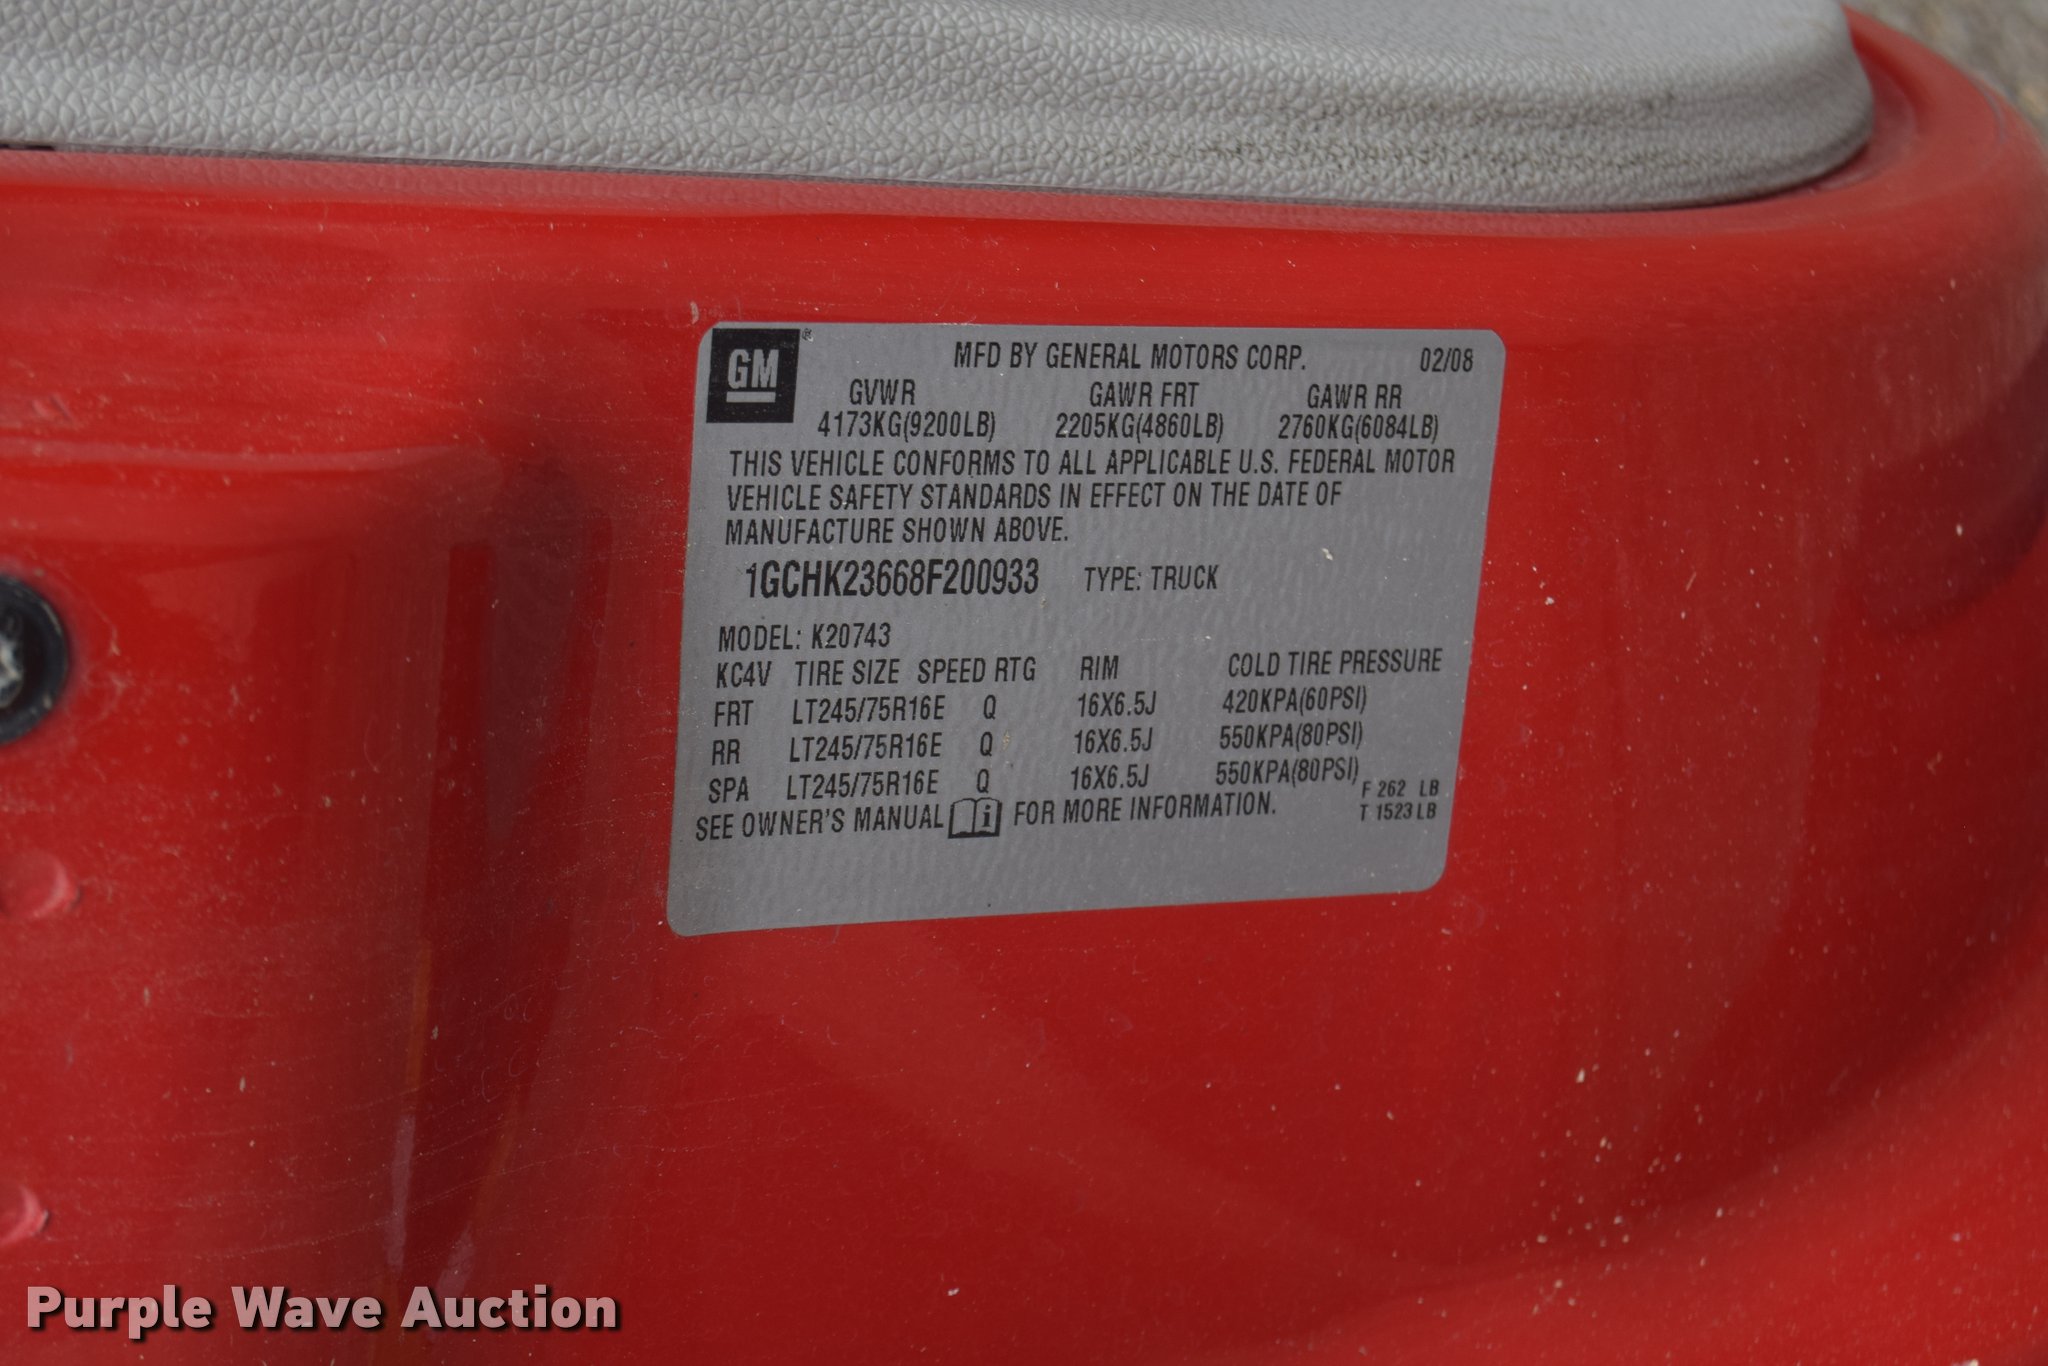 GM ®
MFD BY GENERAL MOTORS CORP. 02/08
GVWR GAWR FRT GAWR RR
4173KG(9200LB) 2205KG(4860LB) 2760KG(6084LB)
THIS VEHICLE CONFORMS TO ALL APPLICABLE U.S. FEDERAL MOTOR
VEHICLE SAFETY STANDARDS IN EFFECT ON THE DATE OF
MANUFACTURE SHOWN ABOVE.
1GCHK23668F200933 TYPE: TRUCK
MODEL: K20743
KC4V TIRE SIZE SPEED RTG RIM COLD TIRE PRESSURE
FRT LT245/75R16E Q 16X6.5J 420KPA(60PSI)
RR LT245/75R16E Q 16X6.5J 550KPA(80PSI)
SPA LT245/75R16E Q 16X6.5J 550KPA(80PSI)
F 262 LB
SEE OWNER'S MANUAL i FOR MORE INFORMATION. T 1523 LB
Purple Wave Auction